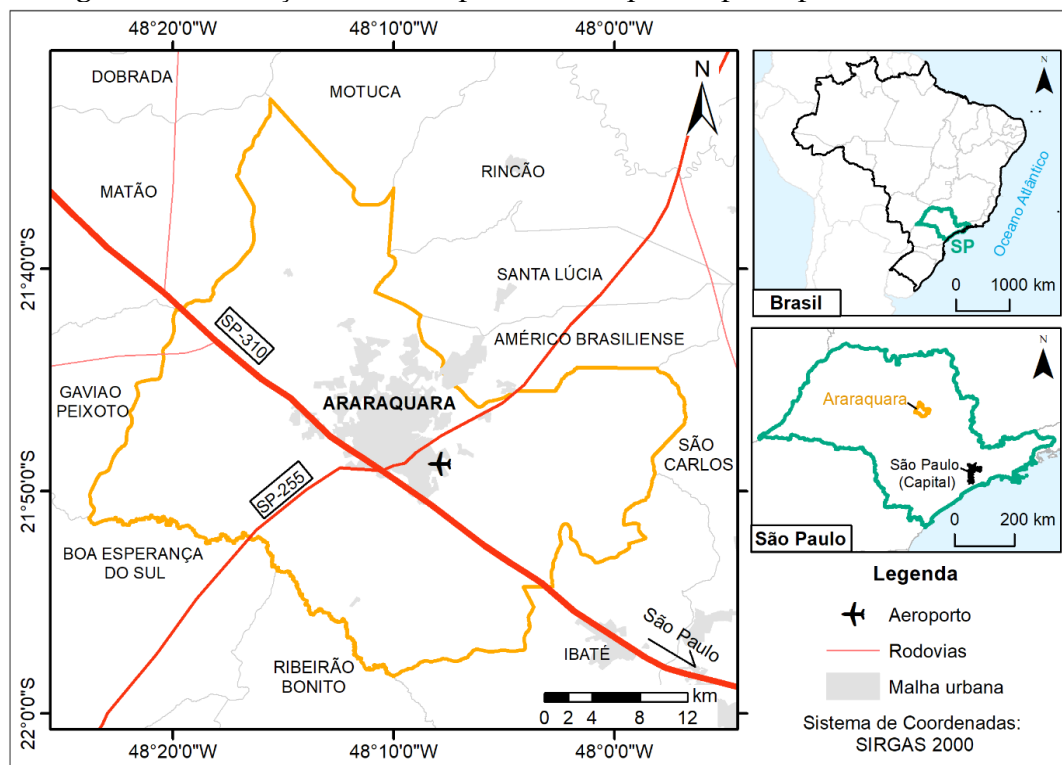 48°20'0"W 48°10'0"W 48°0'0"W
DOBRADA
MOTUCA
N
MATÃO
RINCÃO
21°40'0"S
SANTA LÚCIA
SP-310
AMÉRICO BRASILIENSE
GAVIAO
PEIXOTO
ARARAQUARA
SÃO
CARLOS
21°50'0"S
SP-255
BOA ESPERANÇA
DO SUL
São Paulo
IBATÉ
RIBEIRÃO
BONITO
km
0 2 4 8 12
22°0'0"S
48°20'0"W 48°10'0"W 48°0'0"W
N
Oceano Atlântico
SP
0 1000 km
Brasil
N
Araraquara
São Paulo
(Capital)
0 200 km
São Paulo
Legenda
Aeroporto
Rodovias
Malha urbana
Sistema de Coordenadas:
SIRGAS 2000